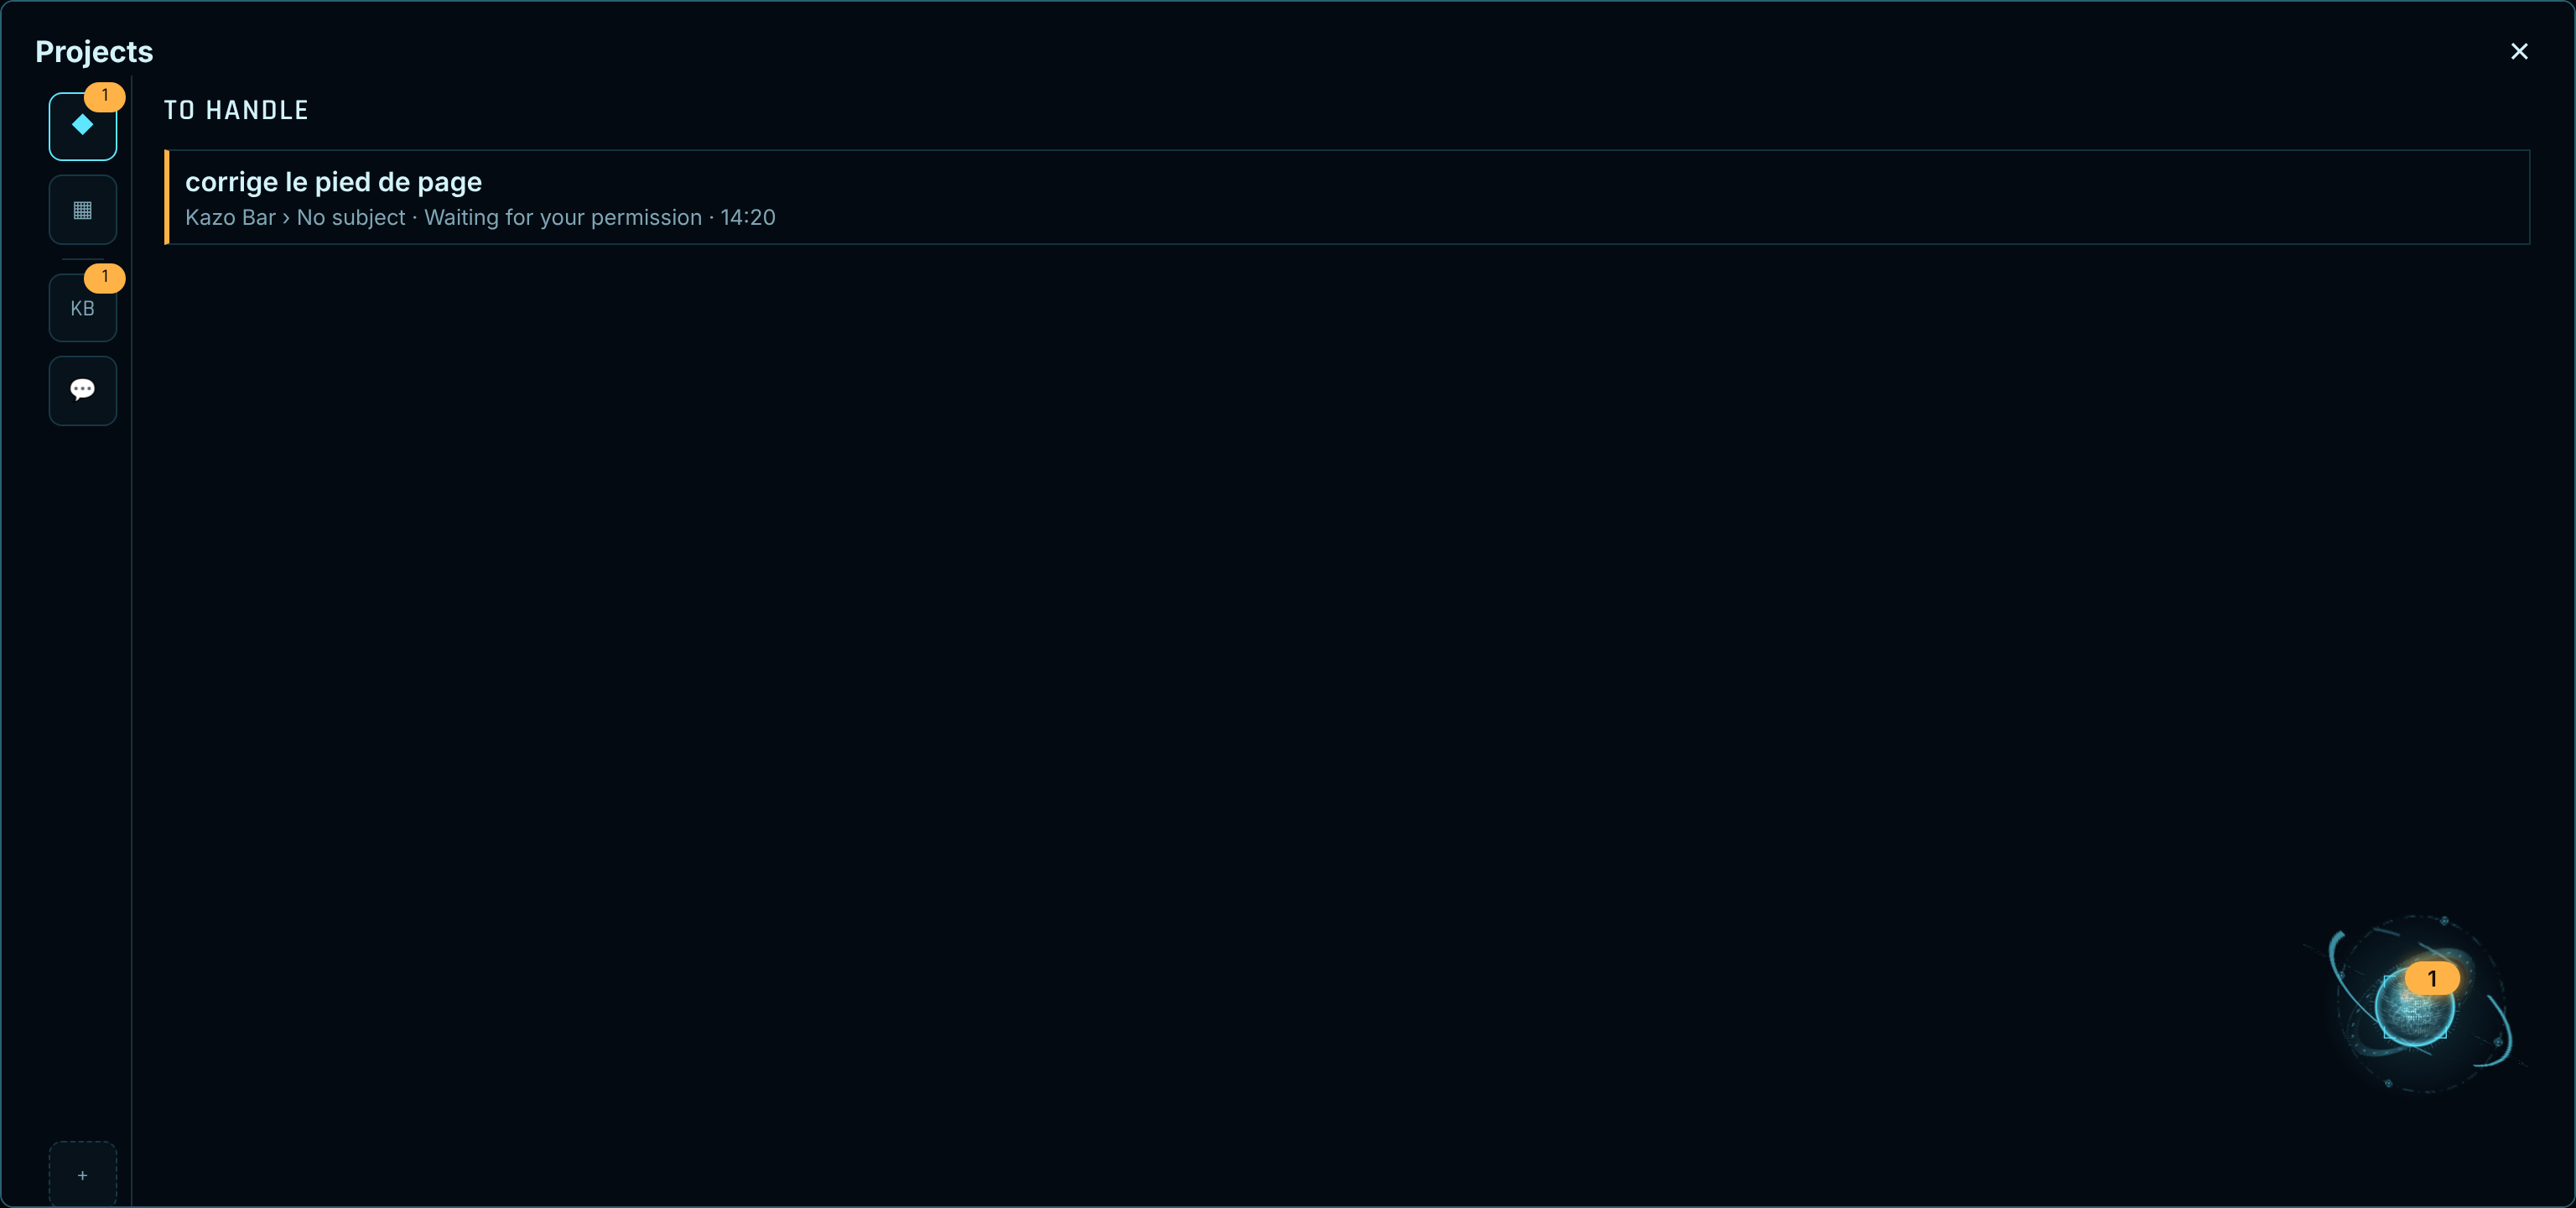 Projects
1
TO HANDLE
corrige le pied de page
Kazo Bar › No subject · Waiting for your permission · 14:20
1
KB
1
+